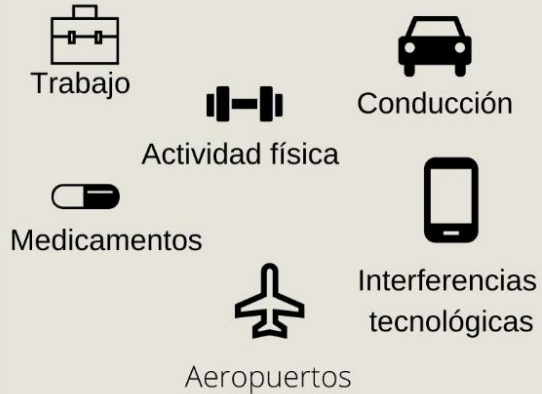 Trabajo
Conducción
Actividad física
Medicamentos
Interferencias
tecnológicas
Aeropuertos